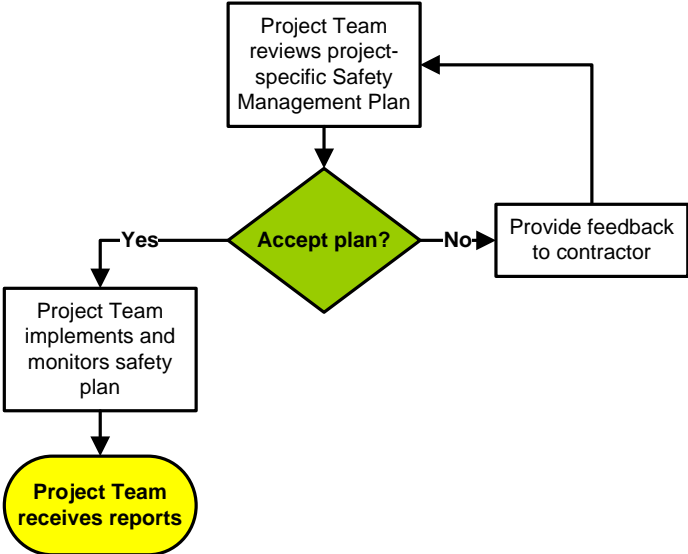 Project Team
reviews project-
specific Safety
Management Plan
Accept plan?
Yes
No
Provide feedback
to contractor
Project Team
implements and
monitors safety
plan
Project Team
receives reports